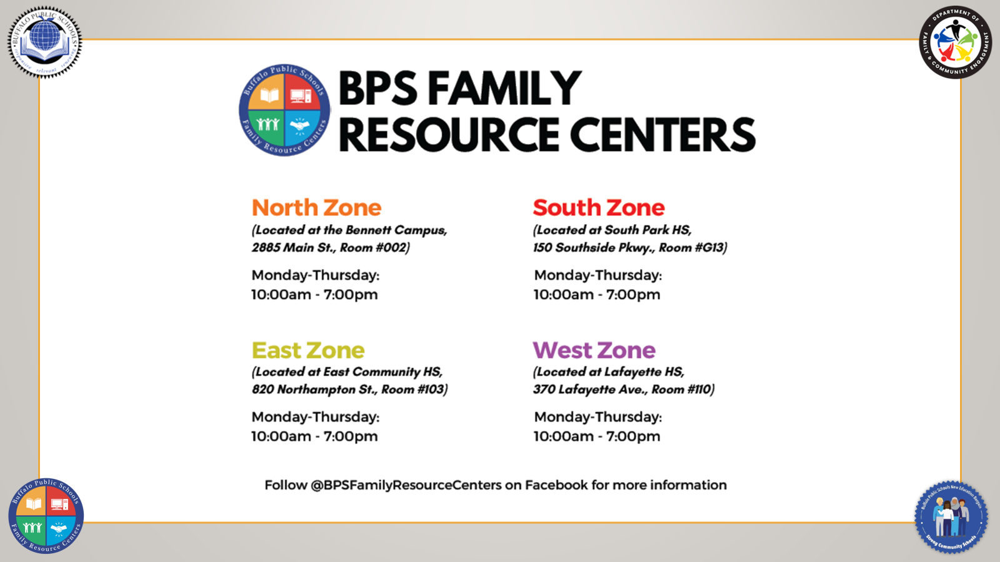 BUFFALO PUBLIC SCHOOLS
responsive relevant renewing
DEPARTMENT OF
FAMILY & COMMUNITY ENGAGEMENT
Buffalo Public Schools
Family Resource Centers
BPS FAMILY
RESOURCE CENTERS
North Zone
(Located at the Bennett Campus,
2885 Main St., Room #002)
Monday-Thursday:
10:00am - 7:00pm
South Zone
(Located at South Park HS,
150 Southside Pkwy., Room #G13)
Monday-Thursday:
10:00am - 7:00pm
East Zone
(Located at East Community HS,
820 Northampton St., Room #103)
Monday-Thursday:
10:00am - 7:00pm
West Zone
(Located at Lafayette HS,
370 Lafayette Ave., Room #110)
Monday-Thursday:
10:00am - 7:00pm
Follow @BPSFamilyResourceCenters on Facebook for more information
Buffalo Public Schools
Family Resource Centers
Buffalo Public Schools New Education Bargain
Strong Community Schools